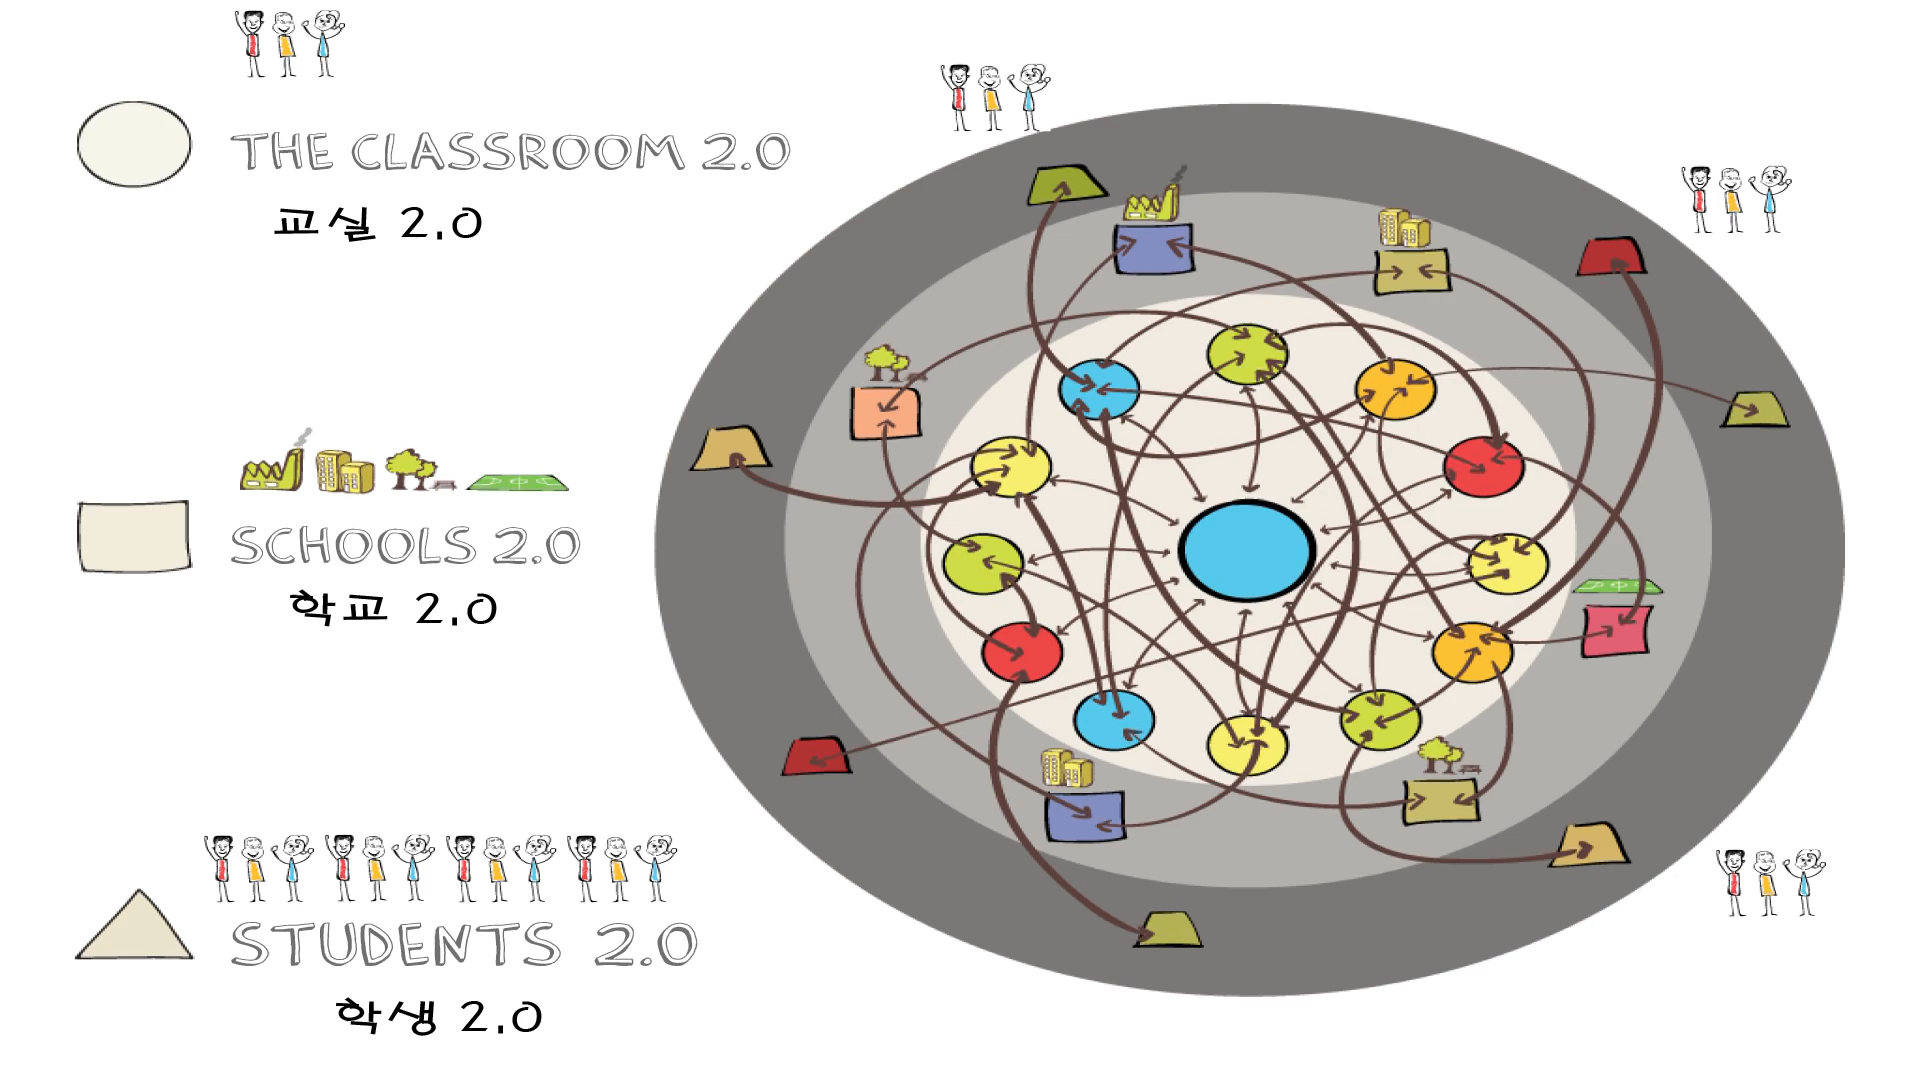 THE CLASSROOM 2.0
교실 2.0
SCHOOLS 2.0
학교 2.0
STUDENTS 2.0
학생 2.0